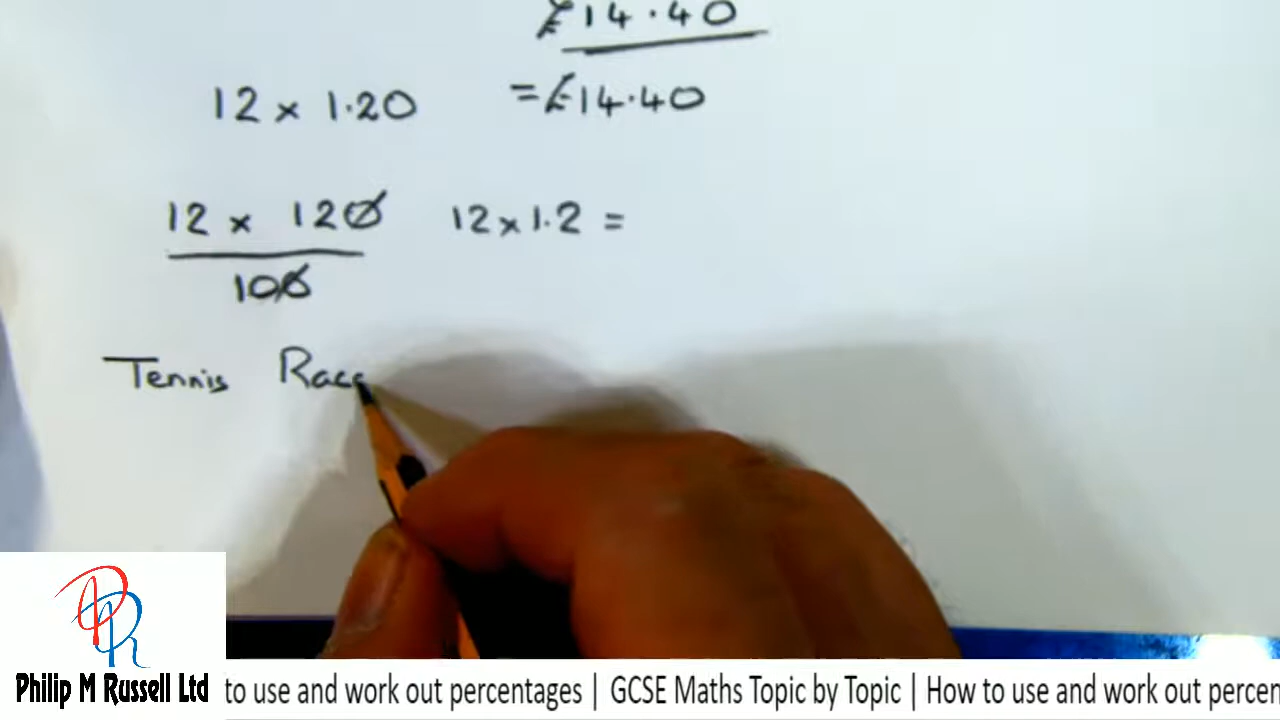 £14.40
12 × 1.20 = £14.40
12 × 120 12 × 1.2 =
100
Tennis Racq
Philip M Russell Ltd
to use and work out percentages | GCSE Maths Topic by Topic | How to use and work out percen